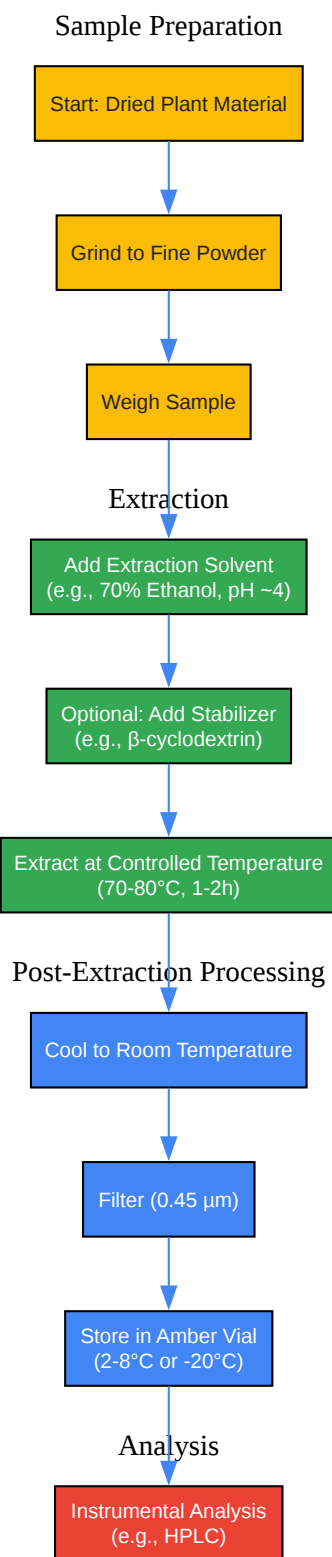 Sample Preparation
Start: Dried Plant Material
Grind to Fine Powder
Weigh Sample
Extraction
Add Extraction Solvent
(e.g., 70% Ethanol, pH ~4)
Optional: Add Stabilizer
(e.g., β-cyclodextrin)
Extract at Controlled Temperature
(70-80°C, 1-2h)
Post-Extraction Processing
Cool to Room Temperature
Filter (0.45 µm)
Store in Amber Vial
(2-8°C or -20°C)
Analysis
Instrumental Analysis
(e.g., HPLC)